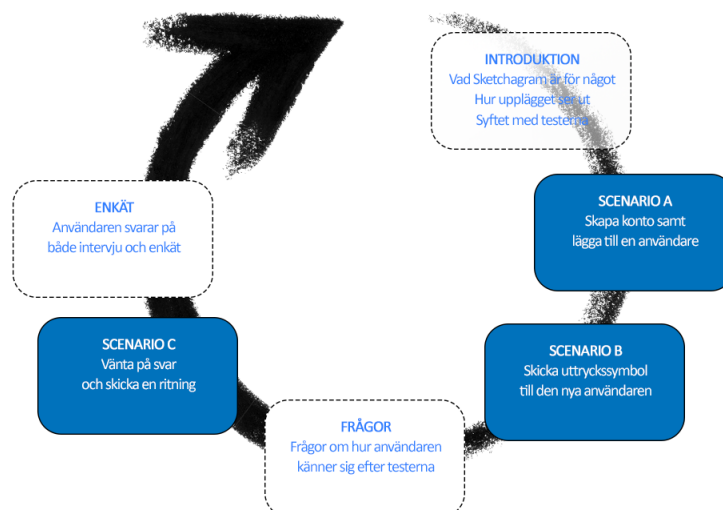 INTRODUKTION
Vad Sketchagram är för något
Hur upplägget ser ut
Syftet med testerna
SCENARIO A
Skapa konto samt
lägga till en användare
SCENARIO B
Skicka uttryckssymbol
till den nya användaren
FRÅGOR
Frågor om hur användaren
känner sig efter testerna
SCENARIO C
Vänta på svar
och skicka en ritning
ENKÄT
Användaren svarar på
både intervju och enkät